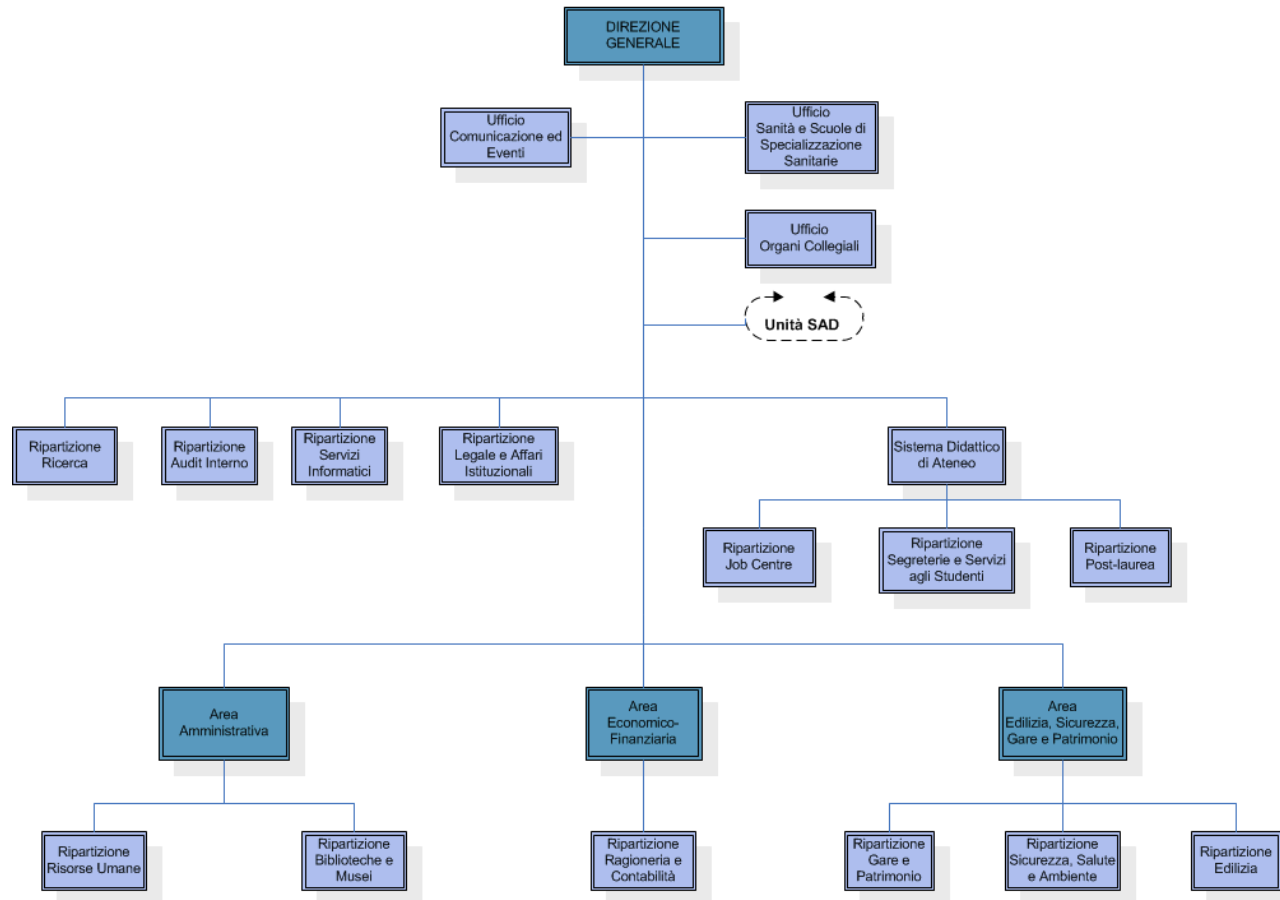 DIREZIONE
GENERALE
Ufficio
Comunicazione ed
Eventi
Ufficio
Sanità e Scuole di
Specializzazione
Sanitarie
Ufficio
Organi Collegiali
Unità SAD
Ripartizione
Ricerca
Ripartizione
Audit Interno
Ripartizione
Servizi
Informatici
Ripartizione
Legale e Affari
Istituzionali
Sistema Didattico
di Ateneo
Ripartizione
Job Centre
Ripartizione
Segreterie e Servizi
agli Studenti
Ripartizione
Post-laurea
Area
Amministrativa
Area
Economico-
Finanziaria
Area
Edilizia, Sicurezza,
Gare e Patrimonio
Ripartizione
Risorse Umane
Ripartizione
Biblioteche e
Musei
Ripartizione
Ragioneria e
Contabilità
Ripartizione
Gare e
Patrimonio
Ripartizione
Sicurezza, Salute
e Ambiente
Ripartizione
Edilizia